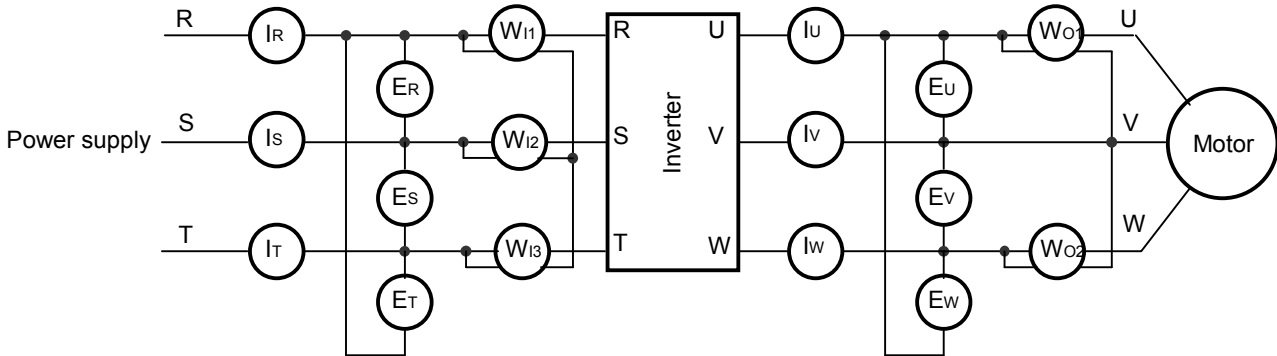 R IR WI1 R U IU WO1 U
ER EU
Power supply S IS WI2 S Inverter V IV V Motor
ES EV
T IT WI3 T W IW WO2 W
ET EW